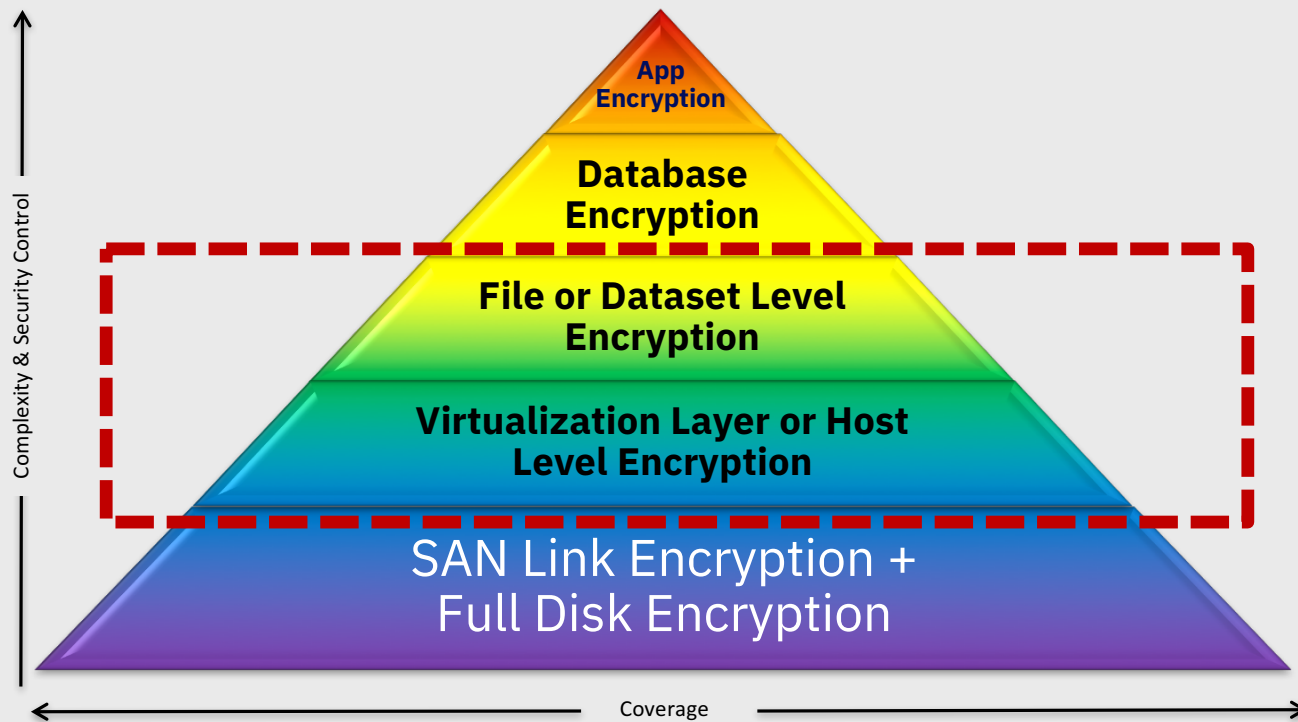 App
Encryption
Database
Encryption
File or Dataset Level
Encryption
Virtualization Layer or Host
Level Encryption
SAN Link Encryption +
Full Disk Encryption
Complexity & Security Control
Coverage